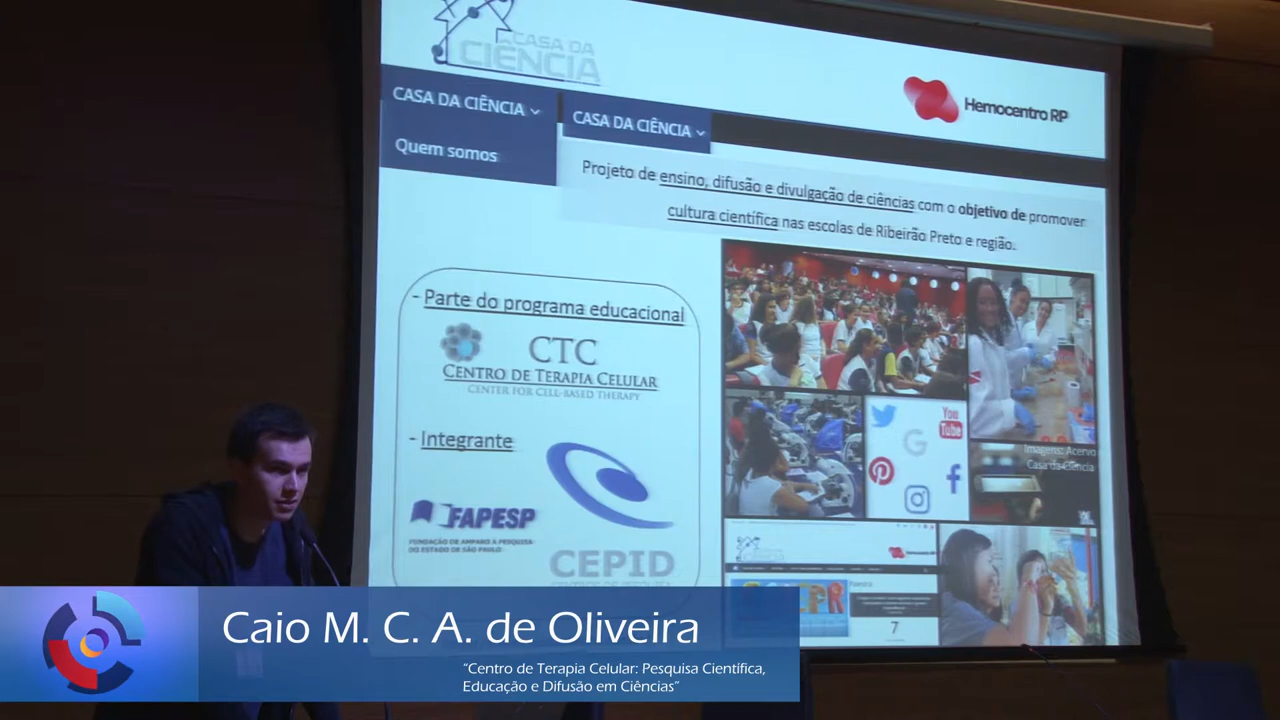 CASA DA
CIÊNCIA
Hemocentro RP
CASA DA CIÊNCIA
Quem somos
CASA DA CIÊNCIA
Projeto de ensino, difusão e divulgação de ciências com o objetivo de promover
cultura científica nas escolas de Ribeirão Preto e região.
- Parte do programa educacional
CTC
CENTRO DE TERAPIA CELULAR
CENTER FOR CELL-BASED THERAPY
- Integrante
FAPESP
FUNDAÇÃO DE AMPARO À PESQUISA
DO ESTADO DE SÃO PAULO
CEPID
You
Tube
G
Imagens: Acervo
Casa da Ciência
7
Caio M. C. A. de Oliveira
“Centro de Terapia Celular: Pesquisa Científica,
Educação e Difusão em Ciências”